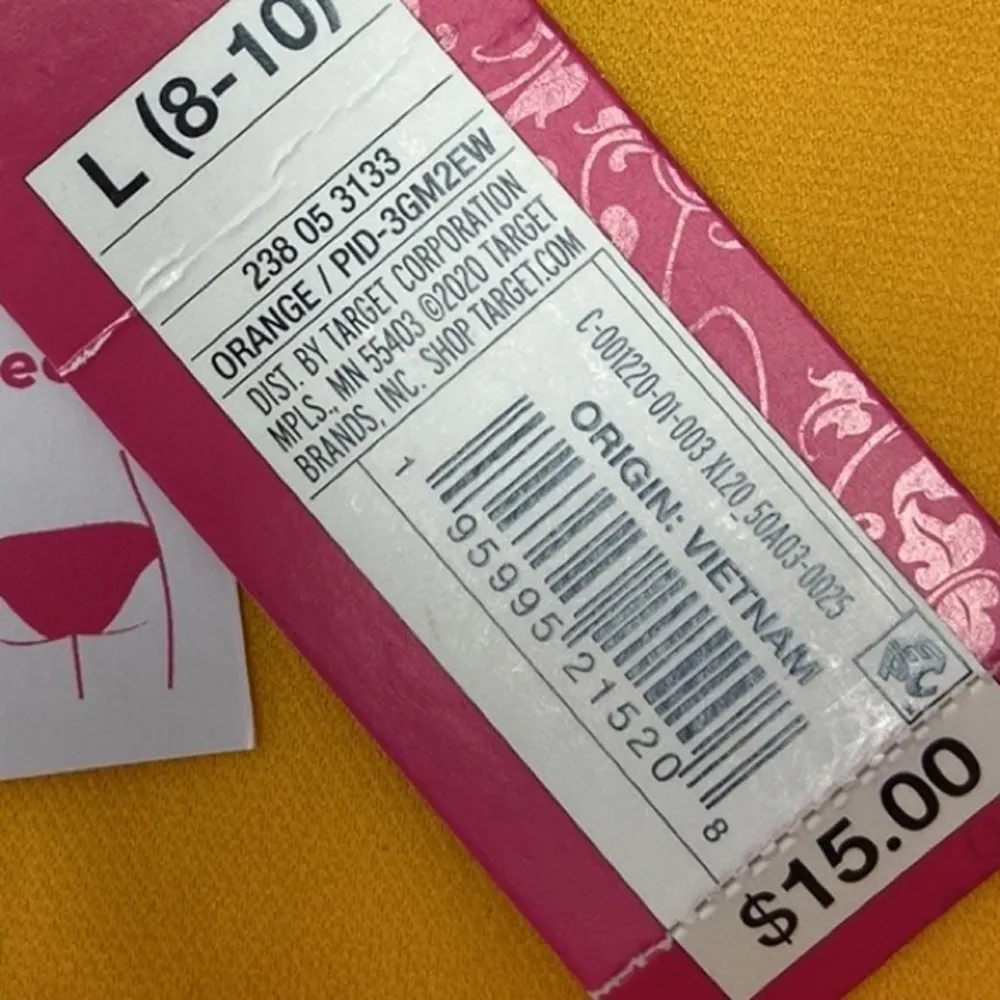 L (8-10)
238 05 3133
ORANGE / PID-3GM2EW
DIST. BY TARGET CORPORATION
MPLS., MN 55403 ©2020 TARGET
BRANDS, INC. SHOP TARGET.COM
C-001220-01-003 XL20_50A03-0025
ORIGIN: VIETNAM
1 95995 21520 8
$15.00